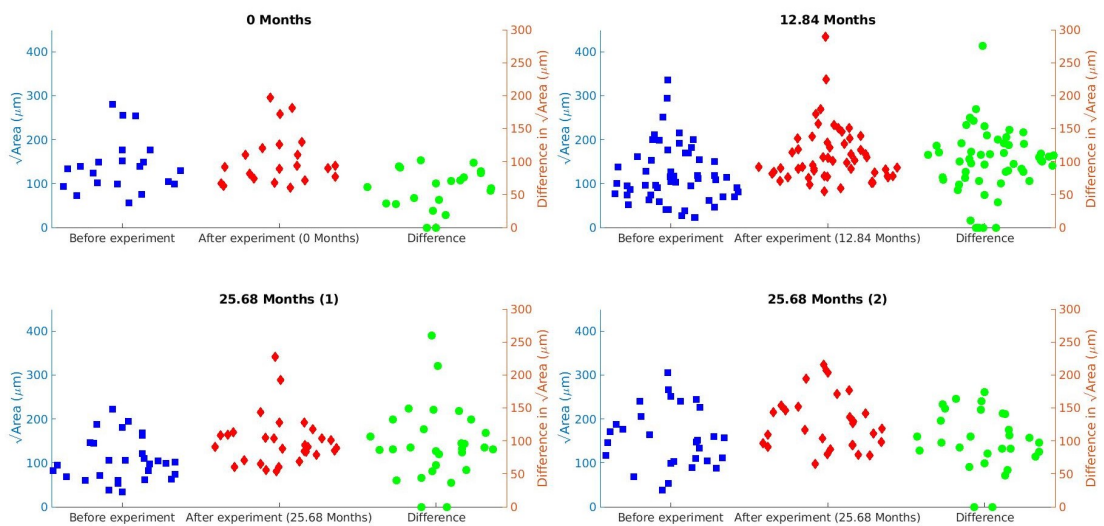 0 Months
√Area (μm)
400
300
200
100
0
Before experiment
After experiment (0 Months)
Difference
300
250
200
150
100
50
0
Difference in √Area (μm)
12.84 Months
√Area (μm)
400
300
200
100
0
Before experiment
After experiment (12.84 Months)
Difference
300
250
200
150
100
50
0
Difference in √Area (μm)
25.68 Months (1)
√Area (μm)
400
300
200
100
0
Before experiment
After experiment (25.68 Months)
Difference
300
250
200
150
100
50
0
Difference in √Area (μm)
25.68 Months (2)
√Area (μm)
400
300
200
100
0
Before experiment
After experiment (25.68 Months)
Difference
300
250
200
150
100
50
0
Difference in √Area (μm)